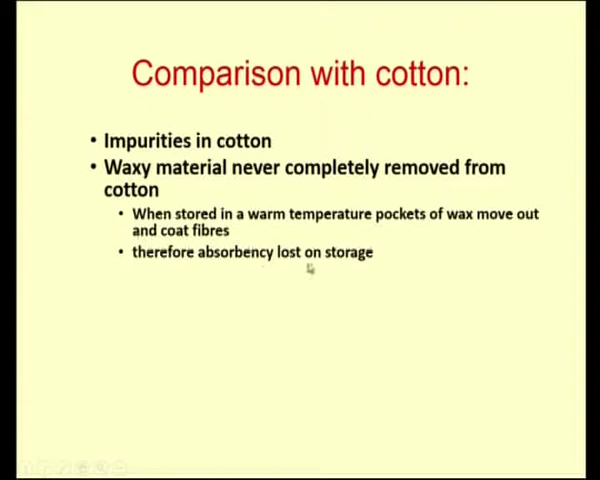 Comparison with cotton:
• Impurities in cotton
• Waxy material never completely removed from
cotton
• When stored in a warm temperature pockets of wax move out
and coat fibres
• therefore absorbency lost on storage